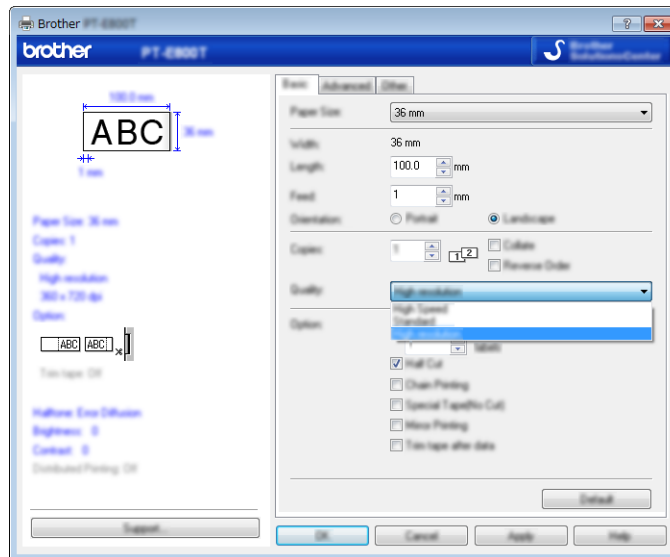 Brother PT-E800T
brother PT-E800T
Brother
SolutionsCenter
100.0 mm
ABC
36 mm
1 mm
Paper Size: 36 mm
Copies: 1
Quality:
High resolution
360 x 720 dpi
Option:
ABC ABC
Trim tape: Off
Halftone: Error Diffusion
Brightness: 0
Contrast: 0
Distributed Printing: Off
Support...
Basic Advanced Other
Paper Size: 36 mm
Width: 36 mm
Length: 100.0 mm
Feed: 1 mm
Orientation: Portrait Landscape
Copies: 1 1 2 Collate
Reverse Order
Quality: High resolution
High Speed
Standard
High resolution
Option:
labels
Half Cut
Chain Printing
Special Tape(No Cut)
Mirror Printing
Trim tape after data
Default
OK Cancel Apply Help